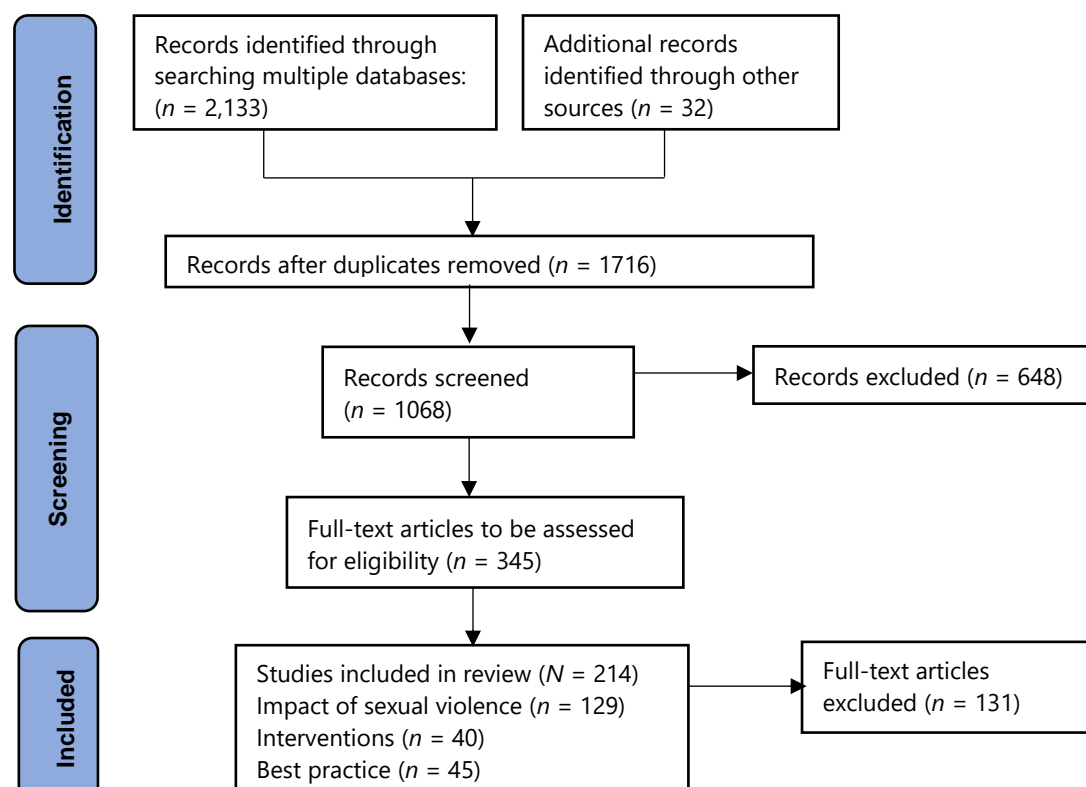 Identification
Records identified through
searching multiple databases:
(n = 2,133)
Additional records
identified through other
sources (n = 32)
Records after duplicates removed (n = 1716)
Screening
Records screened
(n = 1068)
Records excluded (n = 648)
Full-text articles to be assessed
for eligibility (n = 345)
Included
Studies included in review (N = 214)
Impact of sexual violence (n = 129)
Interventions (n = 40)
Best practice (n = 45)
Full-text articles
excluded (n = 131)